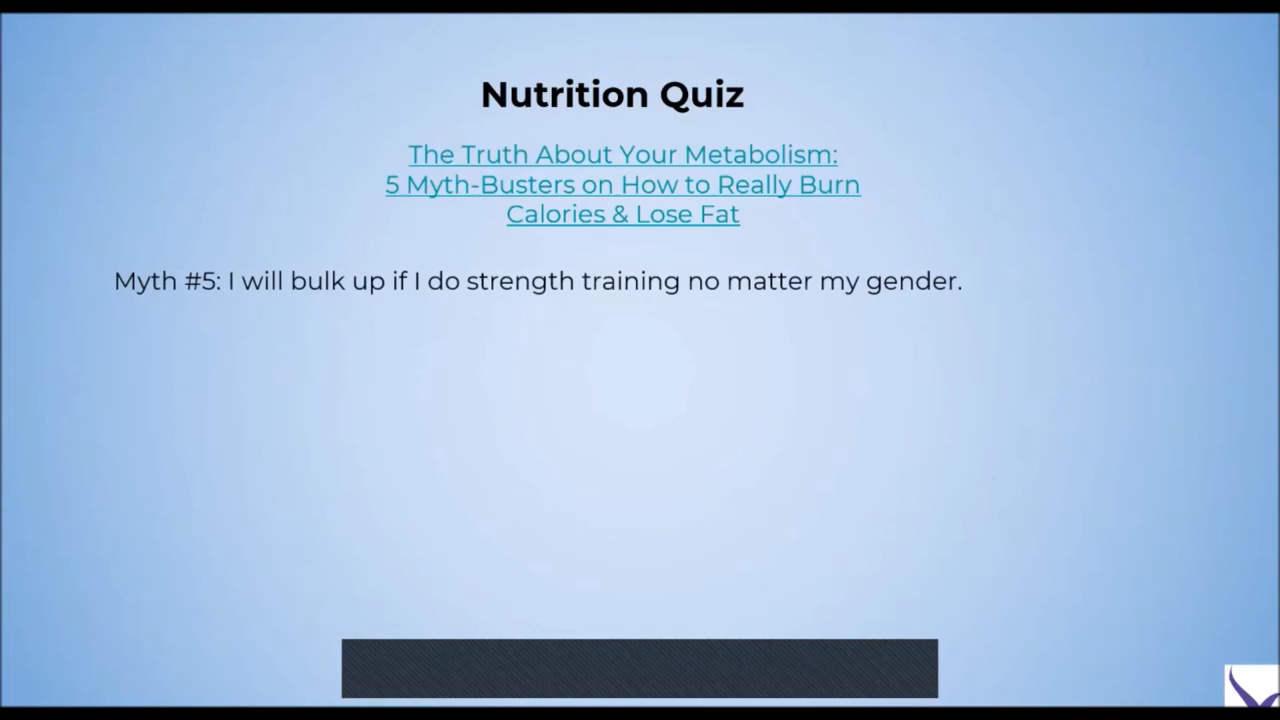 Nutrition Quiz
The Truth About Your Metabolism:
5 Myth-Busters on How to Really Burn
Calories & Lose Fat
Myth #5: I will bulk up if I do strength training no matter my gender.